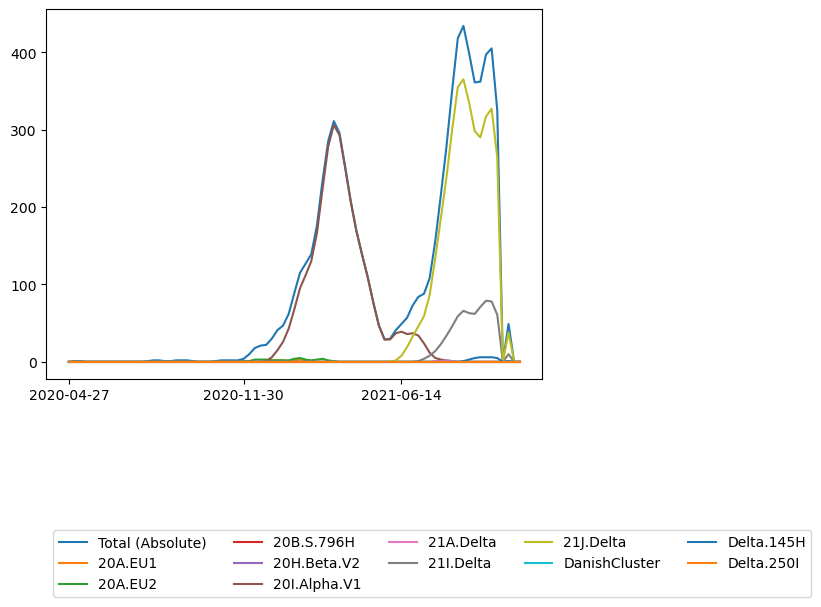 400
300
200
100
0
2020-04-27 2020-11-30 2021-06-14
Total (Absolute) 20B.S.796H 21A.Delta 21J.Delta Delta.145H
20A.EU1 20H.Beta.V2 21I.Delta DanishCluster Delta.250I
20A.EU2 20I.Alpha.V1